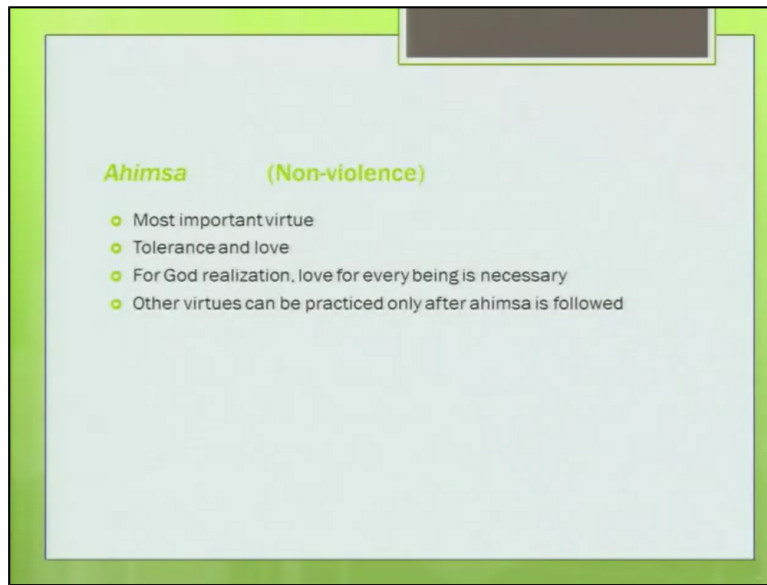 Ahimsa (Non-violence)
Most important virtue
Tolerance and love
For God realization, love for every being is necessary
Other virtues can be practiced only after ahimsa is followed